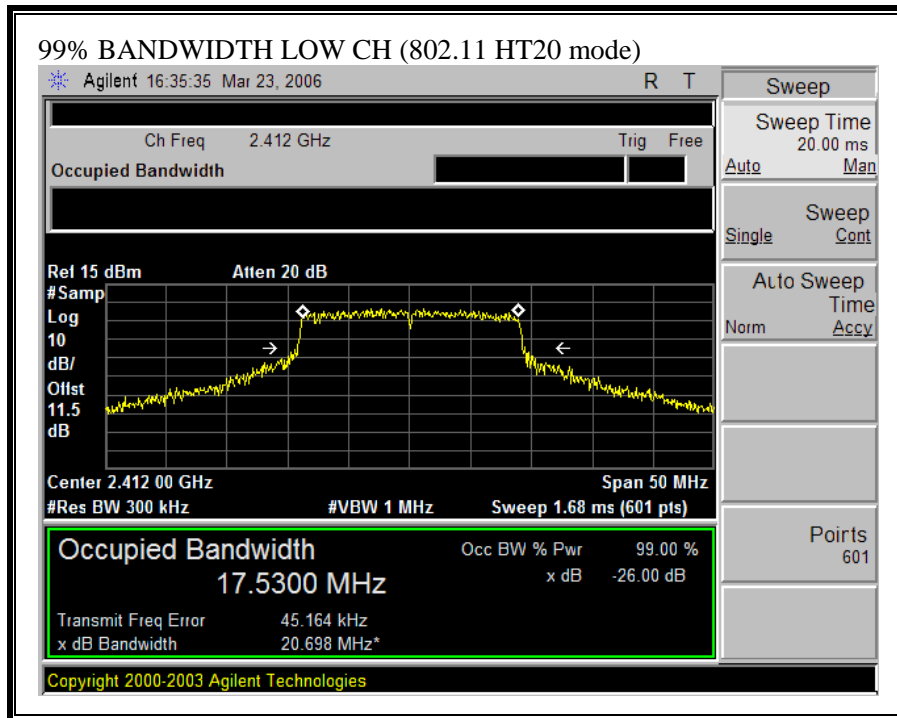 99% BANDWIDTH LOW CH (802.11 HT20 mode)
Agilent 16:35:35 Mar 23, 2006 R T
Ch Freq 2.412 GHz Trig Free
Occupied Bandwidth
Ref 15 dBm Atten 20 dB
#Samp
Log
10
dB/
Offst
11.5
dB
Center 2.412 00 GHz Span 50 MHz
#Res BW 300 kHz #VBW 1 MHz Sweep 1.68 ms (601 pts)
Occupied Bandwidth Occ BW % Pwr 99.00 %
17.5300 MHz x dB -26.00 dB
Transmit Freq Error 45.164 kHz
x dB Bandwidth 20.698 MHz*
Copyright 2000-2003 Agilent Technologies
Sweep
Sweep Time
20.00 ms
Auto Man
Sweep
Single Cont
Auto Sweep
Time
Norm Accy
Points
601